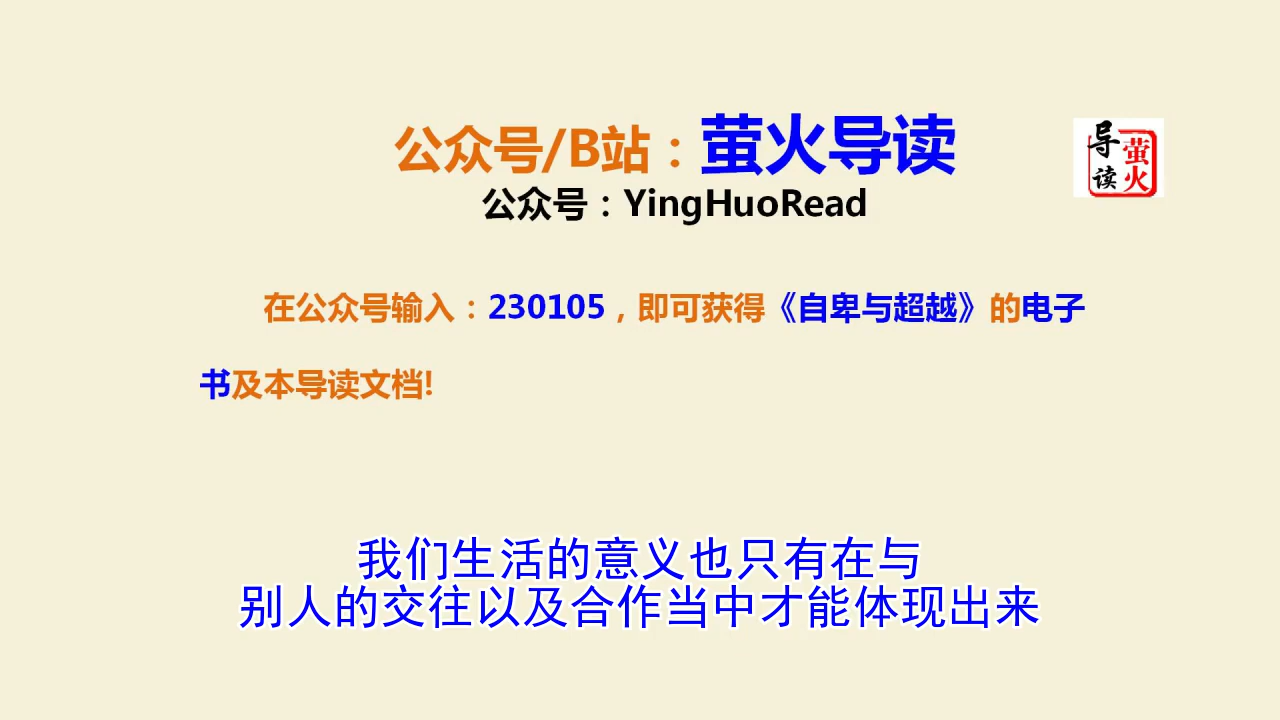 公众号/B站：萤火导读
公众号：YingHuoRead
导读
萤火
在公众号输入：230105，即可获得《自卑与超越》的电子
书及本导读文档!
我们生活的意义也只有在与
别人的交往以及合作当中才能体现出来